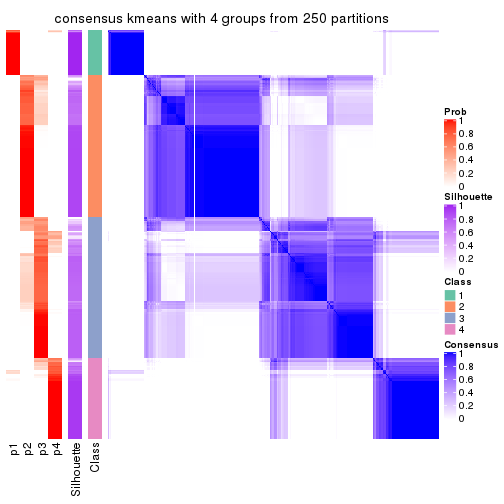 consensus kmeans with 4 groups from 250 partitions
Prob
1
0.8
0.6
0.4
0.2
0
Silhouette
1
0.8
0.6
0.4
0.2
0
Class
1
2
3
4
Consensus
1
0.8
0.6
0.4
0.2
0
p1
p2
p3
p4
Silhouette
Class